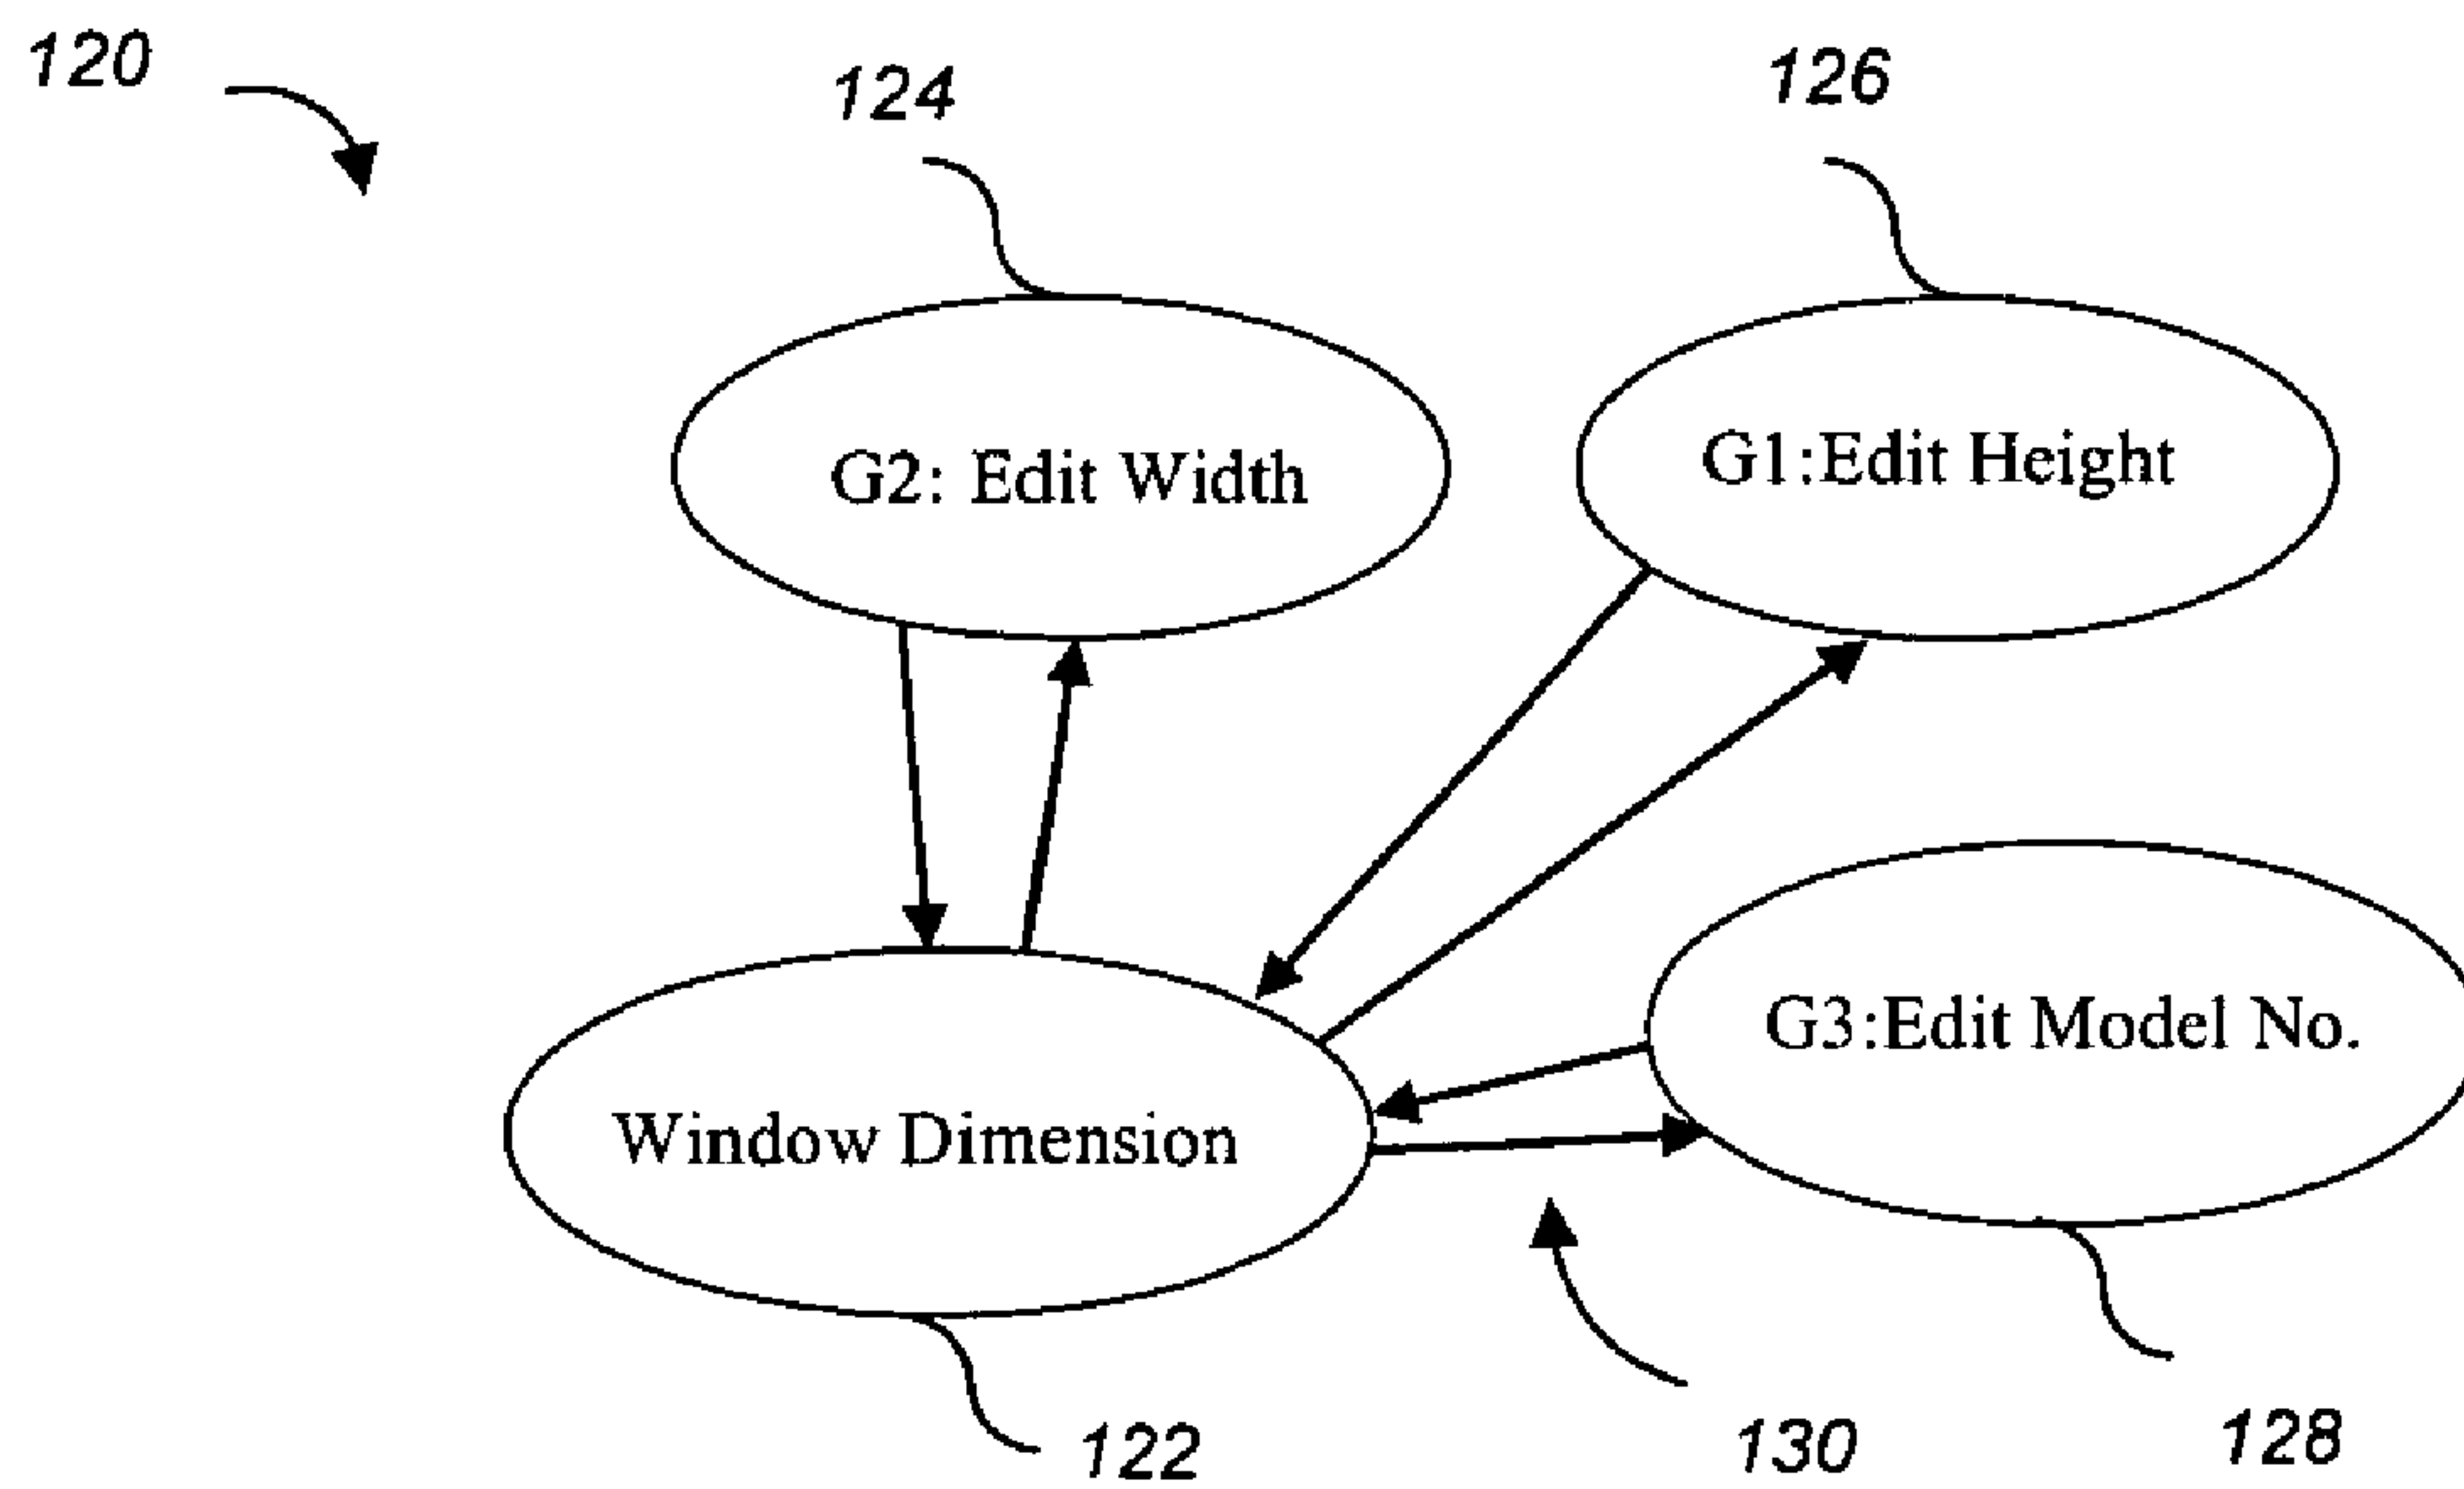 120
124
126
G2: Edit Width
G1:Edit Height
G3:Edit Model No.
Window Dimension
122
130
128